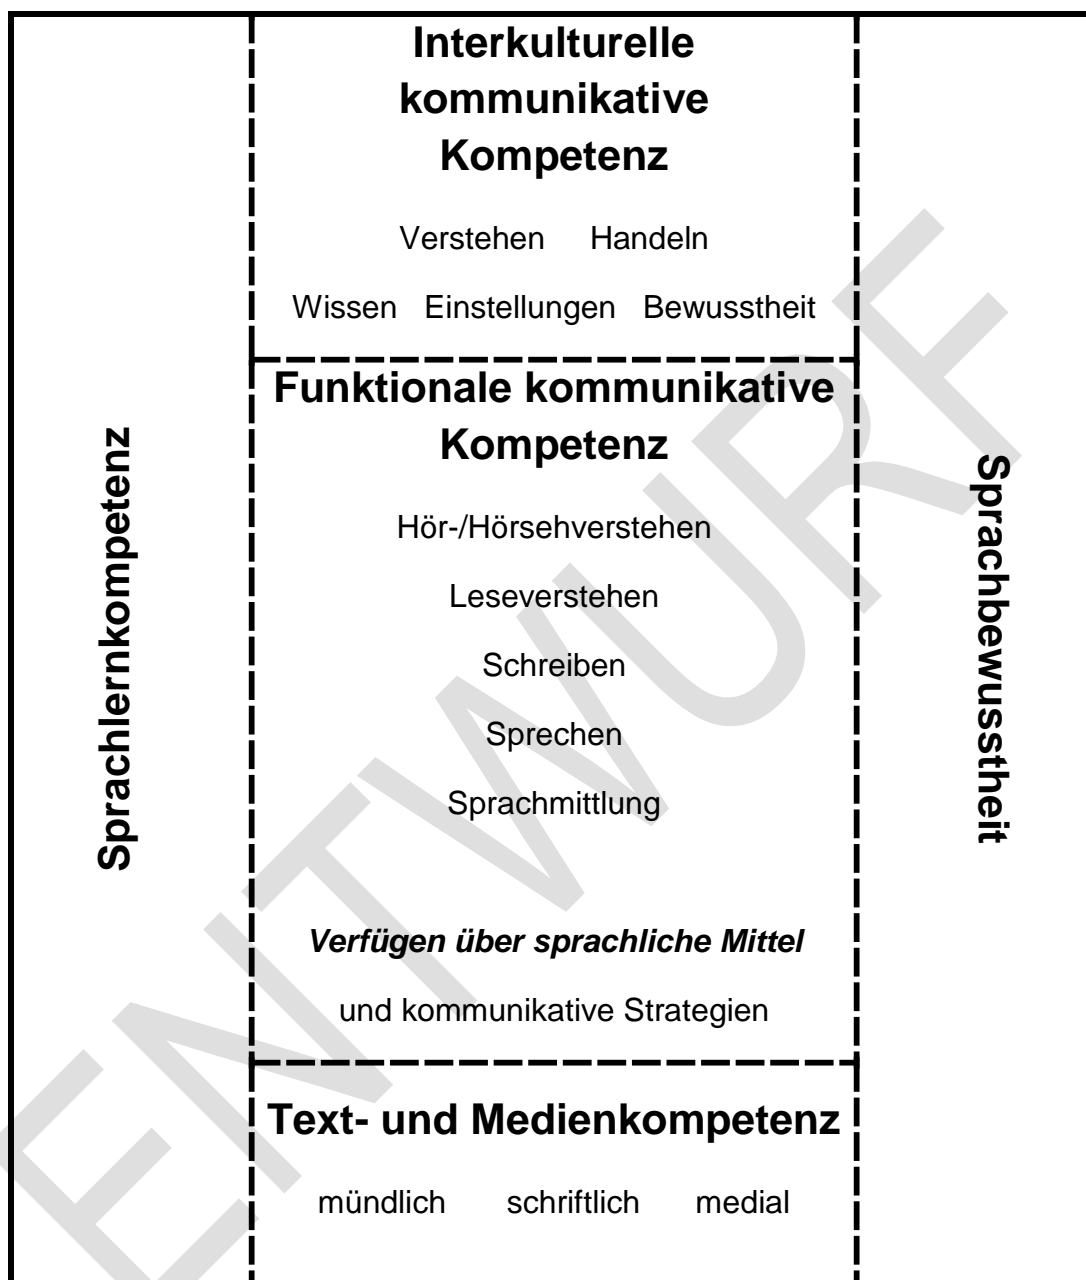 Interkulturelle
kommunikative
Kompetenz
Verstehen Handeln
Wissen Einstellungen Bewusstheit
Funktionale kommunikative
Kompetenz
Hör-/Hörsehverstehen
Leseverstehen
Schreiben
Sprechen
Sprachmittlung
Verfügen über sprachliche Mittel
und kommunikative Strategien
Text- und Medienkompetenz
mündlich schriftlich medial
Sprachlernkompetenz
Sprachbewusstheit
ENTWURF